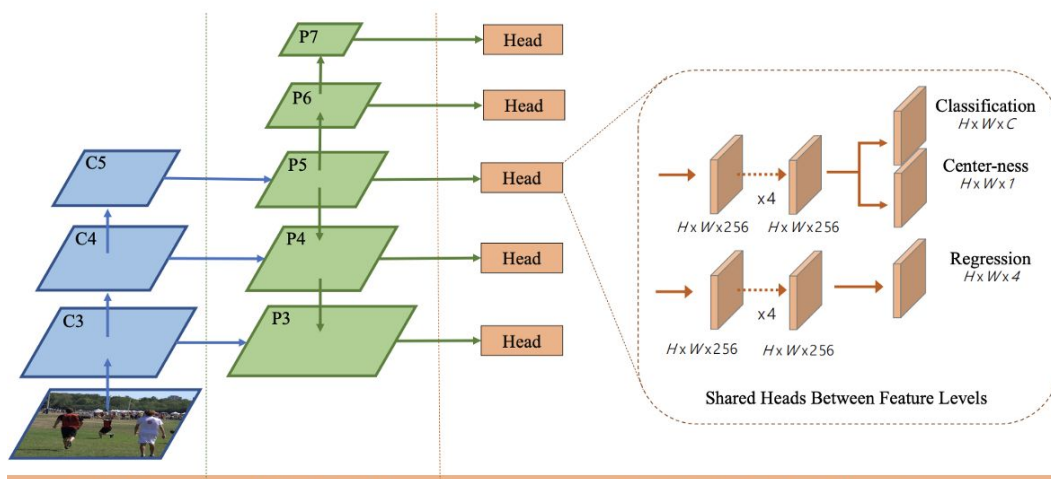 P7
Head
P6
Head
C5
P5
Head
C4
P4
Head
C3
P3
Head
Classification
H x W x C
Center-ness
H x W x 1
x4
H x W x 256
H x W x 256
Regression
H x W x 4
x4
H x W x 256
H x W x 256
Shared Heads Between Feature Levels